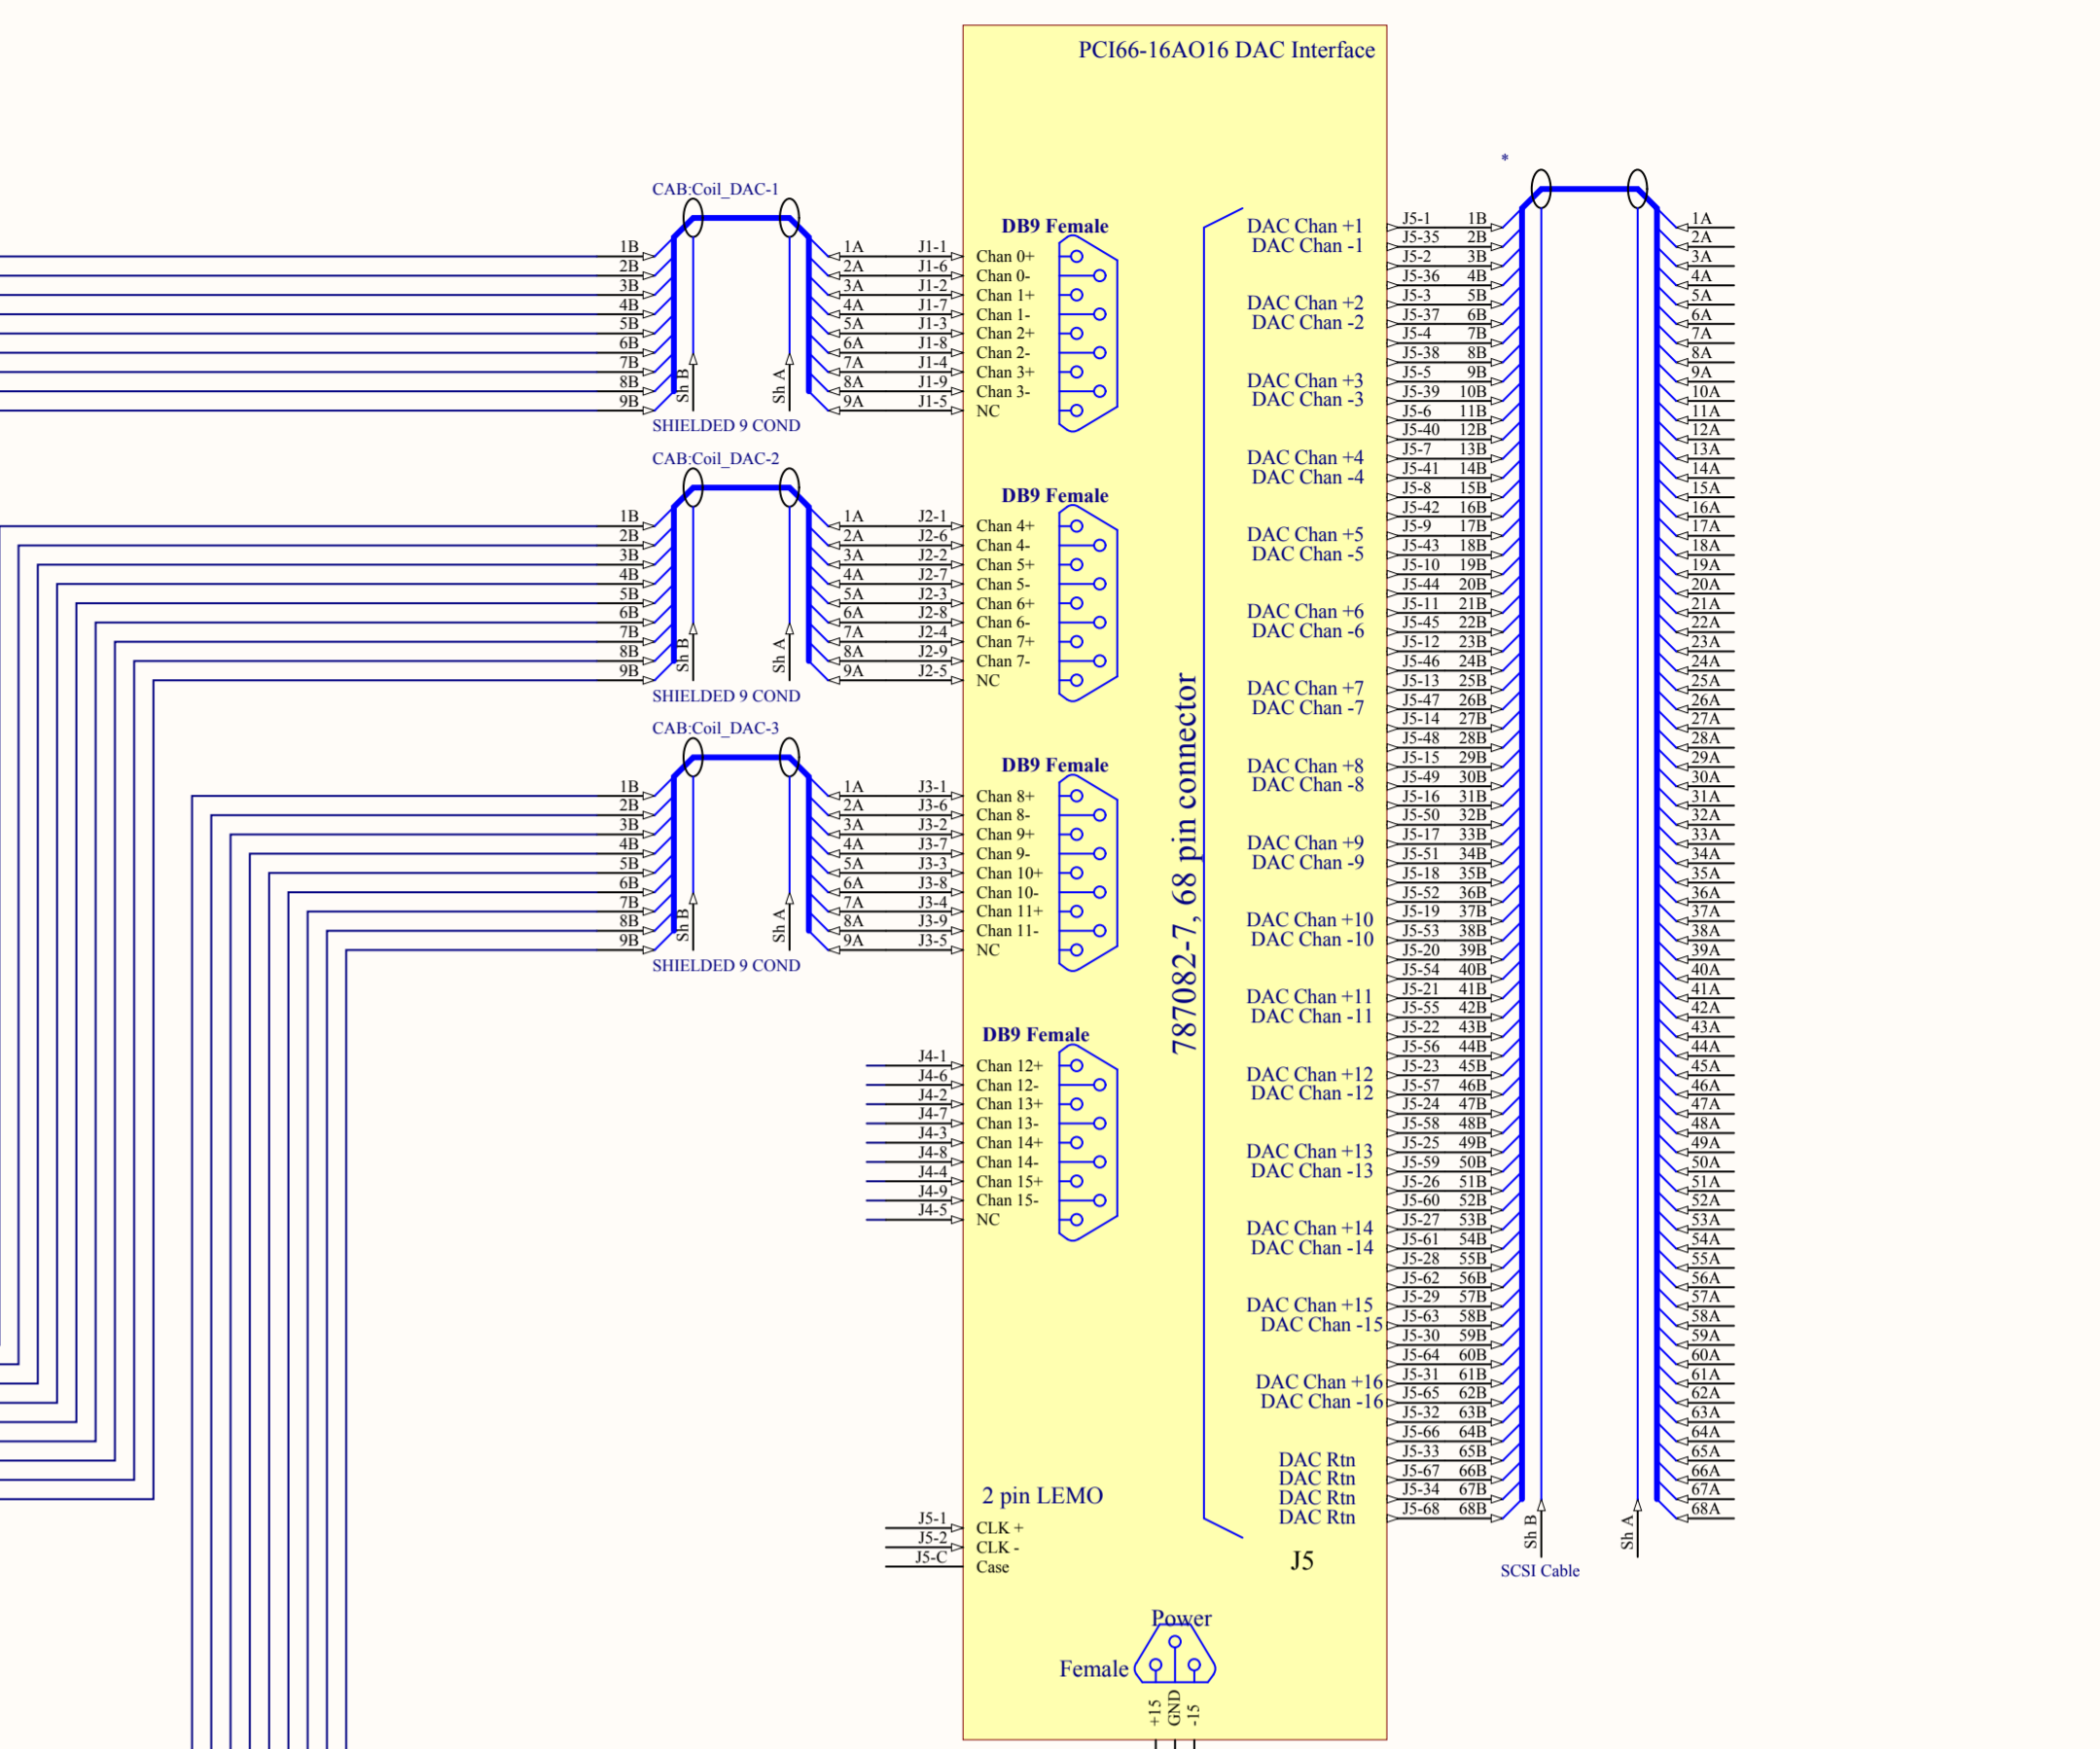 PCI66-16AO16 DAC Interface
*
CAB:Coil_DAC-1
1B
2B
3B
4B
5B
6B
7B
8B
9B
Sh B
Sh A
1A J1-1 Chan 0+
2A J1-6 Chan 0-
3A J1-2 Chan 1+
4A J1-7 Chan 1-
5A J1-3 Chan 2+
6A J1-8 Chan 2-
7A J1-4 Chan 3+
8A J1-9 Chan 3-
9A J1-5 NC
DB9 Female
SHIELDED 9 COND
CAB:Coil_DAC-2
1B
2B
3B
4B
5B
6B
7B
8B
9B
Sh B
Sh A
1A J2-1 Chan 4+
2A J2-6 Chan 4-
3A J2-2 Chan 5+
4A J2-7 Chan 5-
5A J2-3 Chan 6+
6A J2-8 Chan 6-
7A J2-4 Chan 7+
8A J2-9 Chan 7-
9A J2-5 NC
DB9 Female
SHIELDED 9 COND
CAB:Coil_DAC-3
1B
2B
3B
4B
5B
6B
7B
8B
9B
Sh B
Sh A
1A J3-1 Chan 8+
2A J3-6 Chan 8-
3A J3-2 Chan 9+
4A J3-7 Chan 9-
5A J3-3 Chan 10+
6A J3-8 Chan 10-
7A J3-4 Chan 11+
8A J3-9 Chan 11-
9A J3-5 NC
DB9 Female
SHIELDED 9 COND
DB9 Female
J4-1 Chan 12+
J4-6 Chan 12-
J4-2 Chan 13+
J4-7 Chan 13-
J4-3 Chan 14+
J4-8 Chan 14-
J4-4 Chan 15+
J4-9 Chan 15-
J4-5 NC
2 pin LEMO
J5-1 CLK +
J5-2 CLK -
J5-C Case
787082-7, 68 pin connector
DAC Chan +1 J5-1 1B 1A
DAC Chan -1 J5-35 2B 2A
J5-2 3B 3A
J5-36 4B 4A
DAC Chan +2 J5-3 5B 5A
DAC Chan -2 J5-37 6B 6A
J5-4 7B 7A
J5-38 8B 8A
DAC Chan +3 J5-5 9B 9A
DAC Chan -3 J5-39 10B 10A
J5-6 11B 11A
J5-40 12B 12A
DAC Chan +4 J5-7 13B 13A
DAC Chan -4 J5-41 14B 14A
J5-8 15B 15A
J5-42 16B 16A
DAC Chan +5 J5-9 17B 17A
DAC Chan -5 J5-43 18B 18A
J5-10 19B 19A
J5-44 20B 20A
DAC Chan +6 J5-11 21B 21A
DAC Chan -6 J5-45 22B 22A
J5-12 23B 23A
J5-46 24B 24A
DAC Chan +7 J5-13 25B 25A
DAC Chan -7 J5-47 26B 26A
J5-14 27B 27A
J5-48 28B 28A
DAC Chan +8 J5-15 29B 29A
DAC Chan -8 J5-49 30B 30A
J5-16 31B 31A
J5-50 32B 32A
DAC Chan +9 J5-17 33B 33A
DAC Chan -9 J5-51 34B 34A
J5-18 35B 35A
J5-52 36B 36A
DAC Chan +10 J5-19 37B 37A
DAC Chan -10 J5-53 38B 38A
J5-20 39B 39A
J5-54 40B 40A
DAC Chan +11 J5-21 41B 41A
DAC Chan -11 J5-55 42B 42A
J5-22 43B 43A
J5-56 44B 44A
DAC Chan +12 J5-23 45B 45A
DAC Chan -12 J5-57 46B 46A
J5-24 47B 47A
J5-58 48B 48A
DAC Chan +13 J5-25 49B 49A
DAC Chan -13 J5-59 50B 50A
J5-26 51B 51A
J5-60 52B 52A
DAC Chan +14 J5-27 53B 53A
DAC Chan -14 J5-61 54B 54A
J5-28 55B 55A
J5-62 56B 56A
DAC Chan +15 J5-29 57B 57A
DAC Chan -15 J5-63 58B 58A
J5-30 59B 59A
J5-64 60B 60A
DAC Chan +16 J5-31 61B 61A
DAC Chan -16 J5-65 62B 62A
J5-32 63B 63A
J5-66 64B 64A
DAC Rtn J5-33 65B 65A
DAC Rtn J5-67 66B 66A
DAC Rtn J5-34 67B 67A
DAC Rtn J5-68 68B 68A
J5
Sh B
Sh A
SCSI Cable
Power
Female
+15
GND
-15